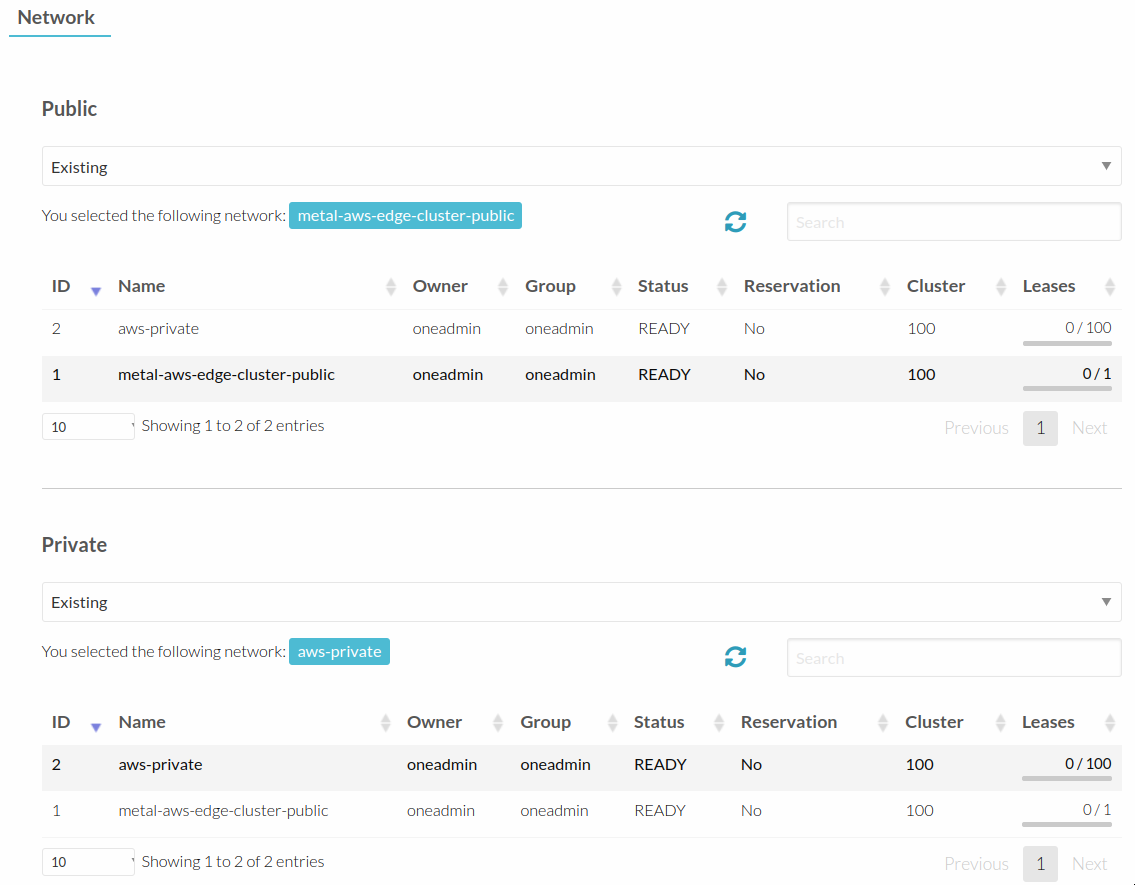 Network
Public
Existing
You selected the following network: metal-aws-edge-cluster-public
Search
ID Name Owner Group Status Reservation Cluster Leases
2 aws-private oneadmin oneadmin READY No 100 0 / 100
1 metal-aws-edge-cluster-public oneadmin oneadmin READY No 100 0 / 1
10 Showing 1 to 2 of 2 entries Previous 1 Next
Private
Existing
You selected the following network: aws-private
Search
ID Name Owner Group Status Reservation Cluster Leases
2 aws-private oneadmin oneadmin READY No 100 0 / 100
1 metal-aws-edge-cluster-public oneadmin oneadmin READY No 100 0 / 1
10 Showing 1 to 2 of 2 entries Previous 1 Next